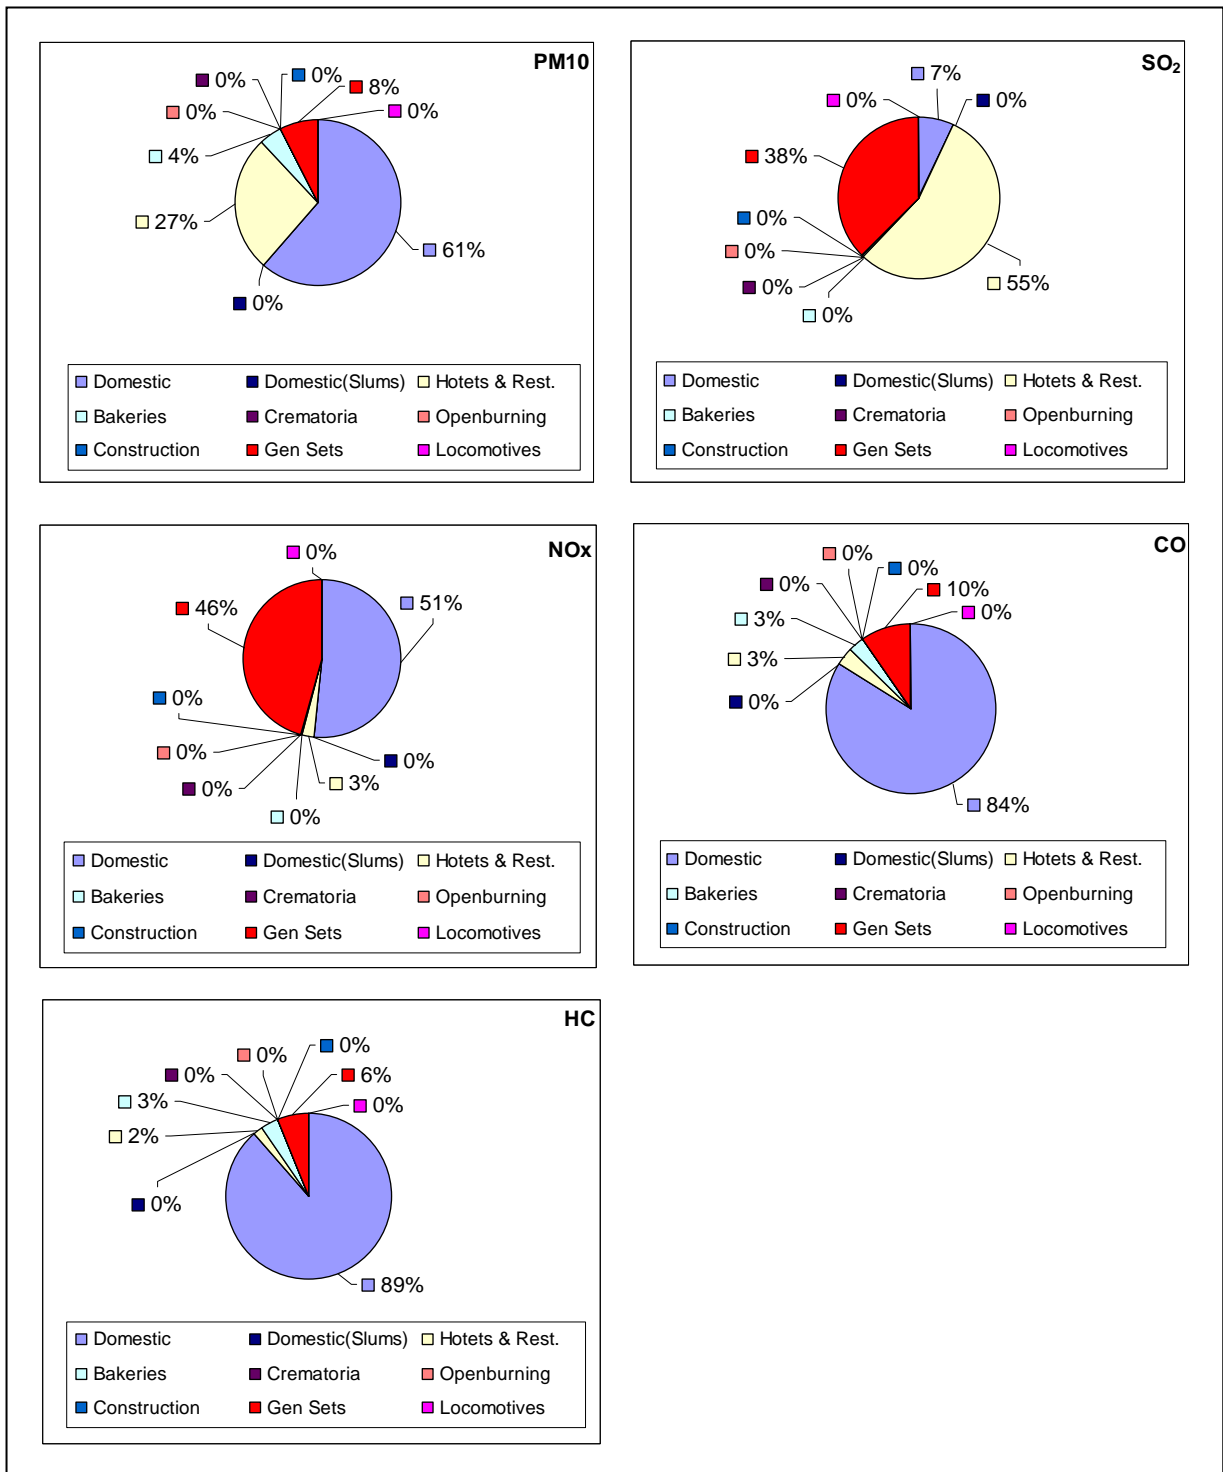 PM10
0%
0%
8%
0%
0%
4%
27%
61%
0%
Domestic Domestic(Slums) Hotets & Rest.
Bakeries Crematoria Openburning
Construction Gen Sets Locomotives
SO₂
7%
0%
0%
38%
0%
0%
55%
0%
0%
Domestic Domestic(Slums) Hotets & Rest.
Bakeries Crematoria Openburning
Construction Gen Sets Locomotives
NOx
0%
46%
51%
0%
0%
0%
3%
0%
0%
Domestic Domestic(Slums) Hotets & Rest.
Bakeries Crematoria Openburning
Construction Gen Sets Locomotives
CO
0%
0%
0%
10%
0%
3%
3%
0%
84%
Domestic Domestic(Slums) Hotets & Rest.
Bakeries Crematoria Openburning
Construction Gen Sets Locomotives
HC
0%
0%
0%
6%
3%
0%
2%
0%
89%
Domestic Domestic(Slums) Hotets & Rest.
Bakeries Crematoria Openburning
Construction Gen Sets Locomotives